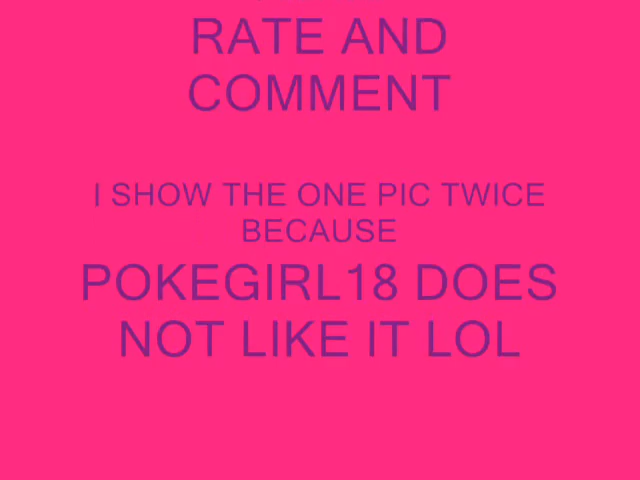 RATE AND
COMMENT
I SHOW THE ONE PIC TWICE
BECAUSE
POKEGIRL18 DOES
NOT LIKE IT LOL